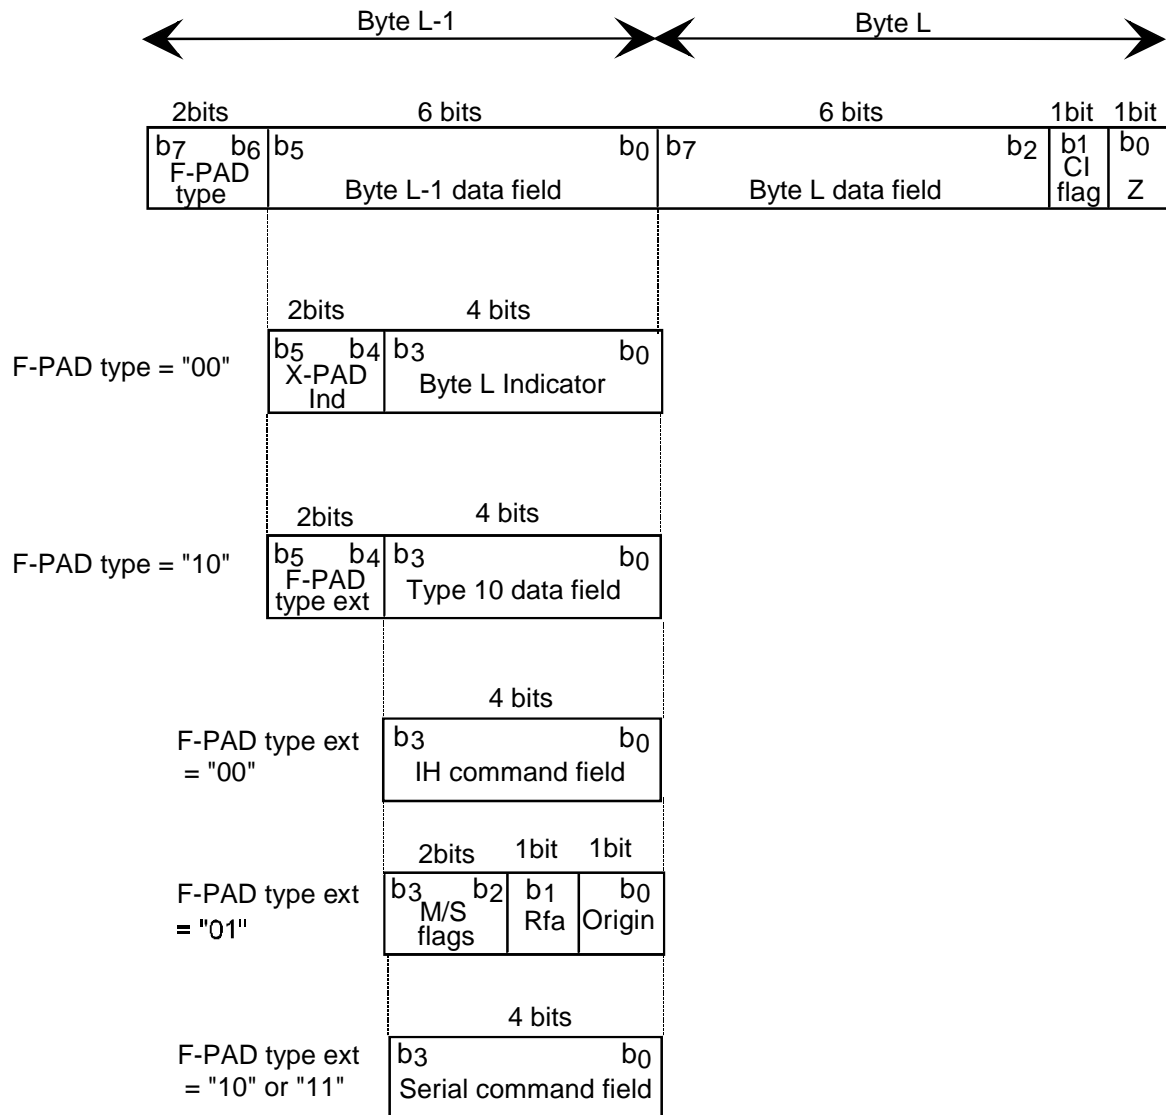 Byte L-1 Byte L
2bits 6 bits 6 bits 1bit 1bit
b7 b6 b5 b0 b7 b2 b1 b0
F-PAD type Byte L-1 data field Byte L data field CI flag Z
2bits 4 bits
F-PAD type = "00" b5 b4 b3 b0
X-PAD Ind Byte L Indicator
2bits 4 bits
F-PAD type = "10" b5 b4 b3 b0
F-PAD type ext Type 10 data field
4 bits
F-PAD type ext b3 b0
= "00" IH command field
2bits 1bit 1bit
F-PAD type ext b3 b2 b1 b0
= "01" M/S flags Rfa Origin
4 bits
F-PAD type ext b3 b0
= "10" or "11" Serial command field